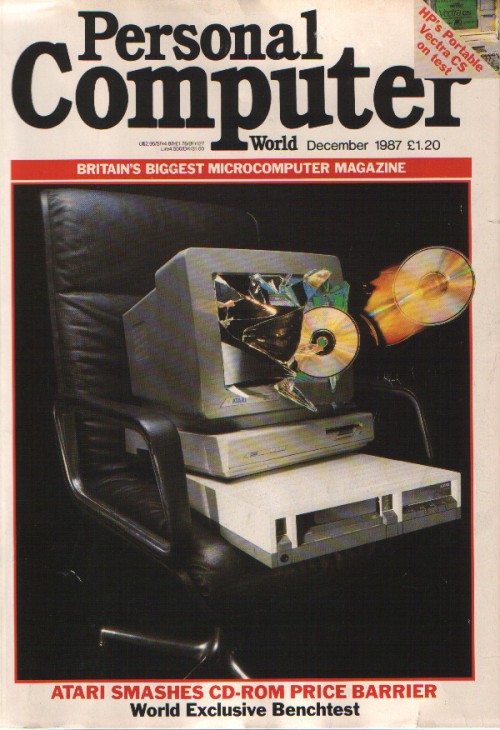 Personal
Computer
World December 1987 £1.20
HP's Portable
Vectra CS
on test
BRITAIN'S BIGGEST MICROCOMPUTER MAGAZINE
ATARI
ATARI SMASHES CD-ROM PRICE BARRIER
World Exclusive Benchtest